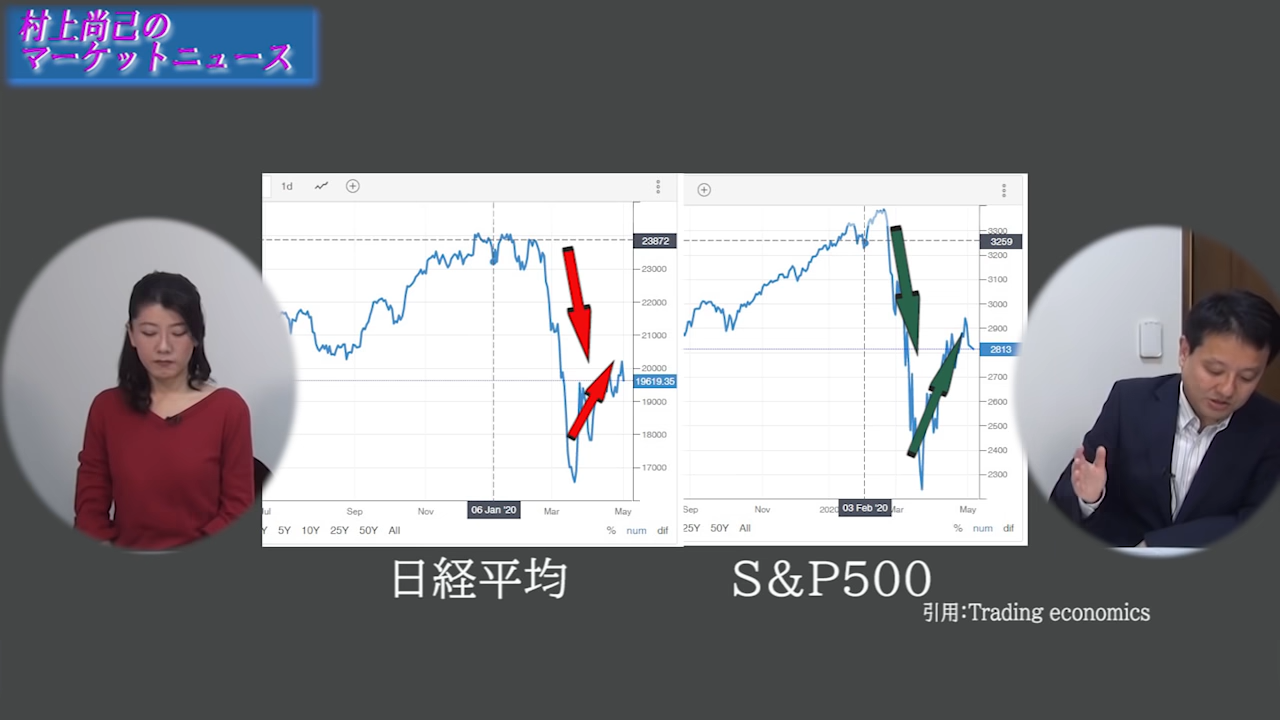 村上尚己の
マーケットニュース
1d
23872
23000
22000
21000
20000
19619.35
19000
18000
17000
Sep
Nov
06 Jan '20
Mar
May
5Y 10Y 25Y 50Y All
% num dif
3300
3259
3200
3100
3000
2900
2813
2700
2600
2500
2400
2300
Sep
Nov
2020
03 Feb '20
Mar
May
25Y 50Y All
% num dif
日経平均
S&P500
引用:Trading economics